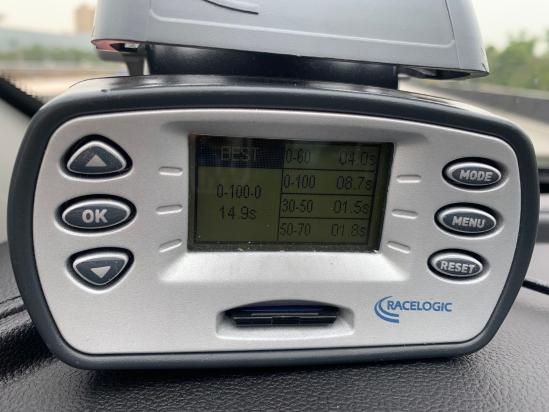 BEST
0-100-0
14.9s
0-60 04.0s
0-100 08.7s
30-50 01.5s
50-70 01.8s
OK
MODE
MENU
RESET
RACELOGIC